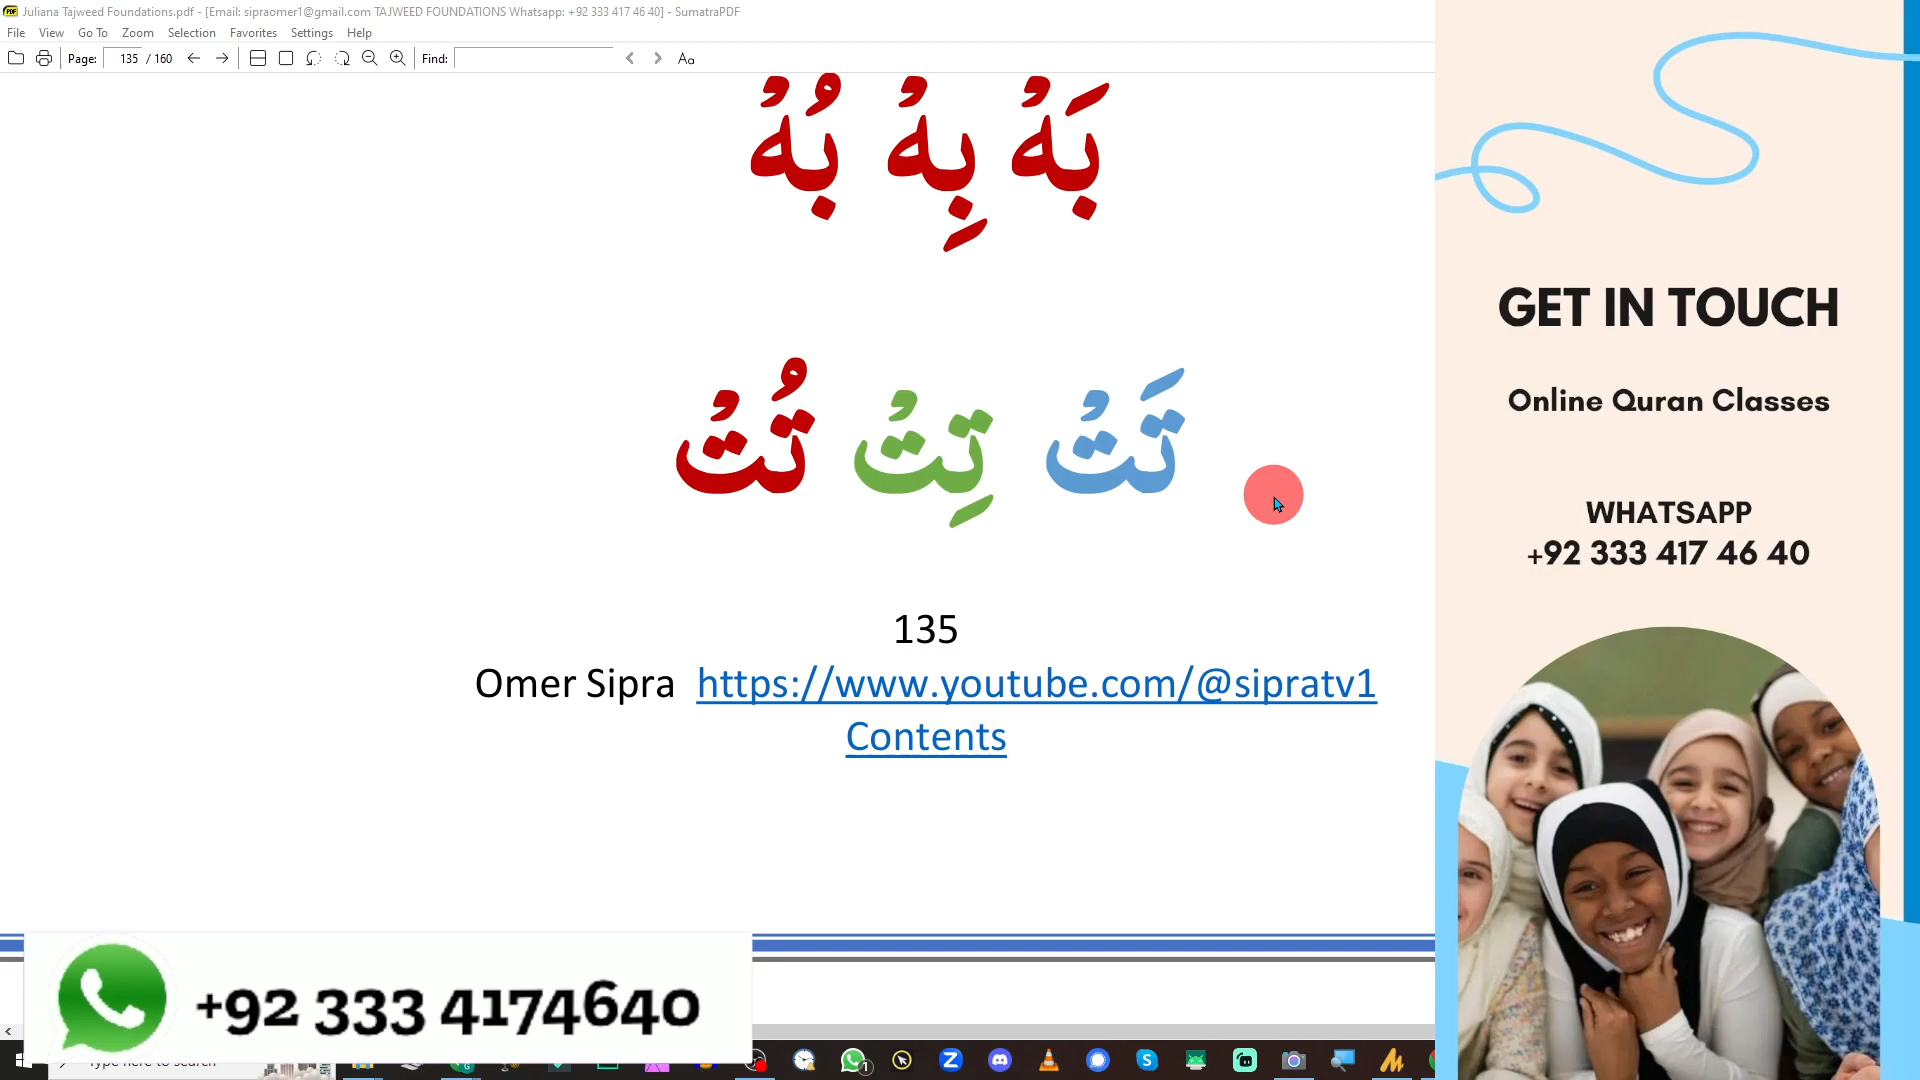 Juliana Tajweed Foundations.pdf - [Email: sipraomer1@gmail.com TAJWEED FOUNDATIONS Whatsapp: +92 333 417 46 40] - SumatraPDF
File View Go To Zoom Selection Favorites Settings Help
Page: 135 / 160 Find: Aa
بَهْ بِهْ بُهْ
تَتْ تِتْ تُتْ
135
Omer Sipra https://www.youtube.com/@sipratv1
Contents
+92 333 4174640
GET IN TOUCH
Online Quran Classes
WHATSAPP
+92 333 417 46 40